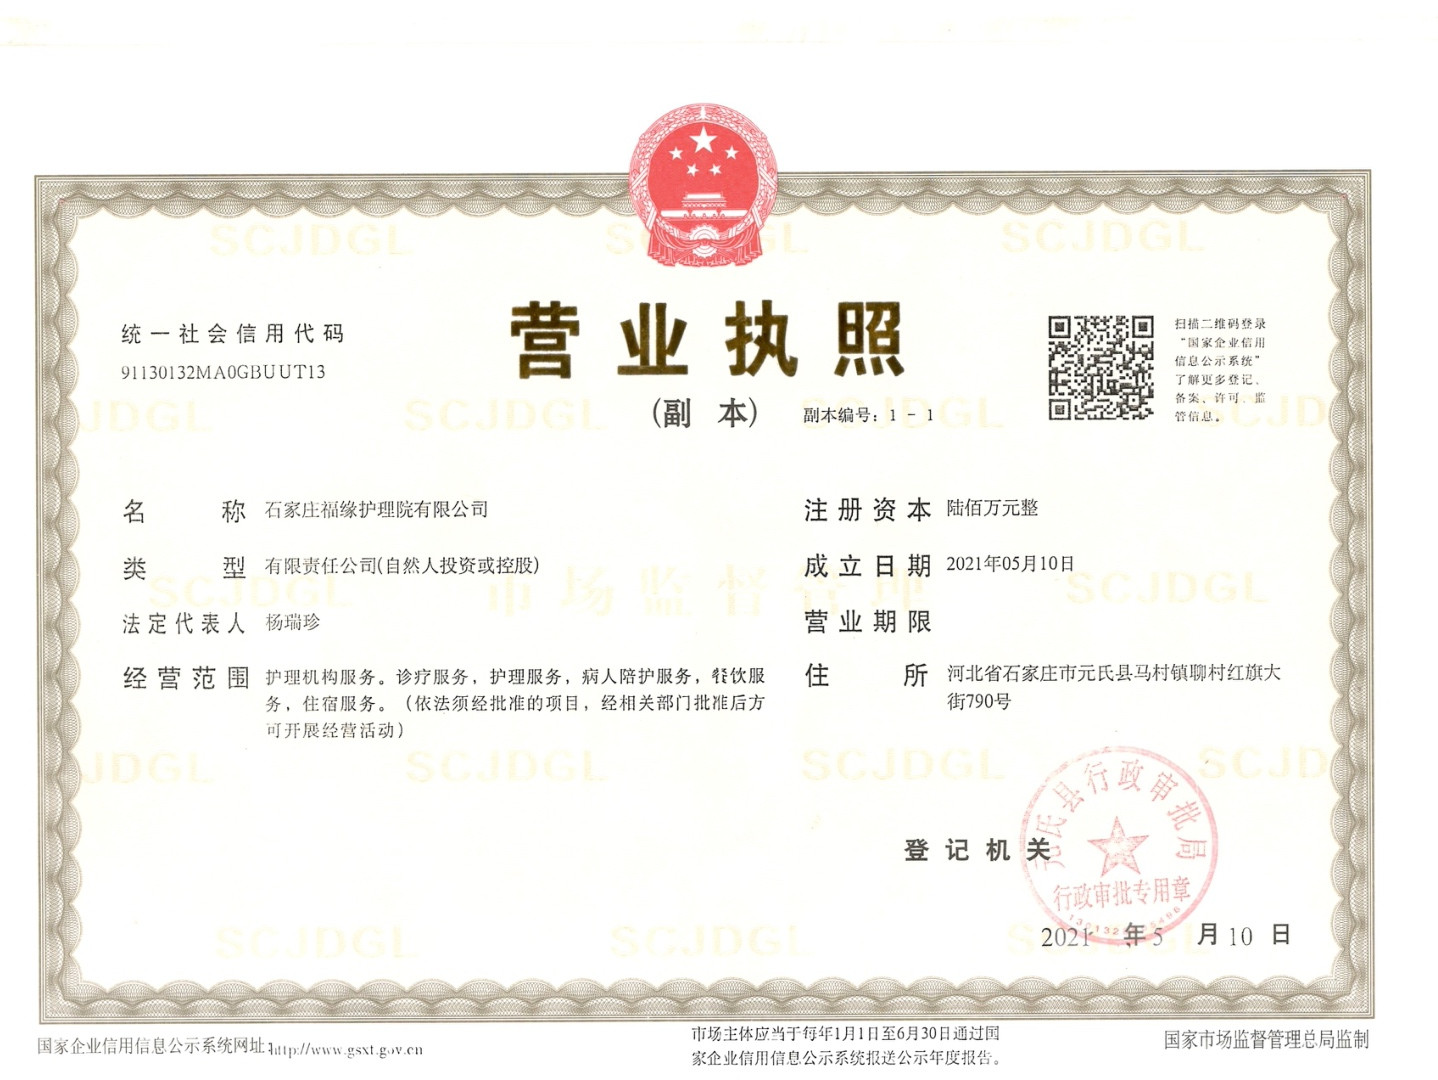 统一社会信用代码
91130132MA0GBUUT13
营业执照
(副 本)
副本编号：1 - 1
扫描二维码登录
“国家企业信用
信息公示系统”
了解更多登记、
备案、许可、监
管信息。
名 称 石家庄福缘护理院有限公司
类 型 有限责任公司(自然人投资或控股)
法定代表人 杨瑞珍
经营范围 护理机构服务。诊疗服务，护理服务，病人陪护服务，餐饮服
务，住宿服务。（依法须经批准的项目，经相关部门批准后方
可开展经营活动）
注册资本 陆佰万元整
成立日期 2021年05月10日
营业期限
住 所 河北省石家庄市元氏县马村镇聊村红旗大
街790号
登记机关
元氏县行政审批局
行政审批专用章
2021 年 5 月 10 日
SCJDGL
市场监督管理
国家企业信用信息公示系统网址：http://www.gsxt.gov.cn
市场主体应当于每年1月1日至6月30日通过国
家企业信用信息公示系统报送公示年度报告。
国家市场监督管理总局监制